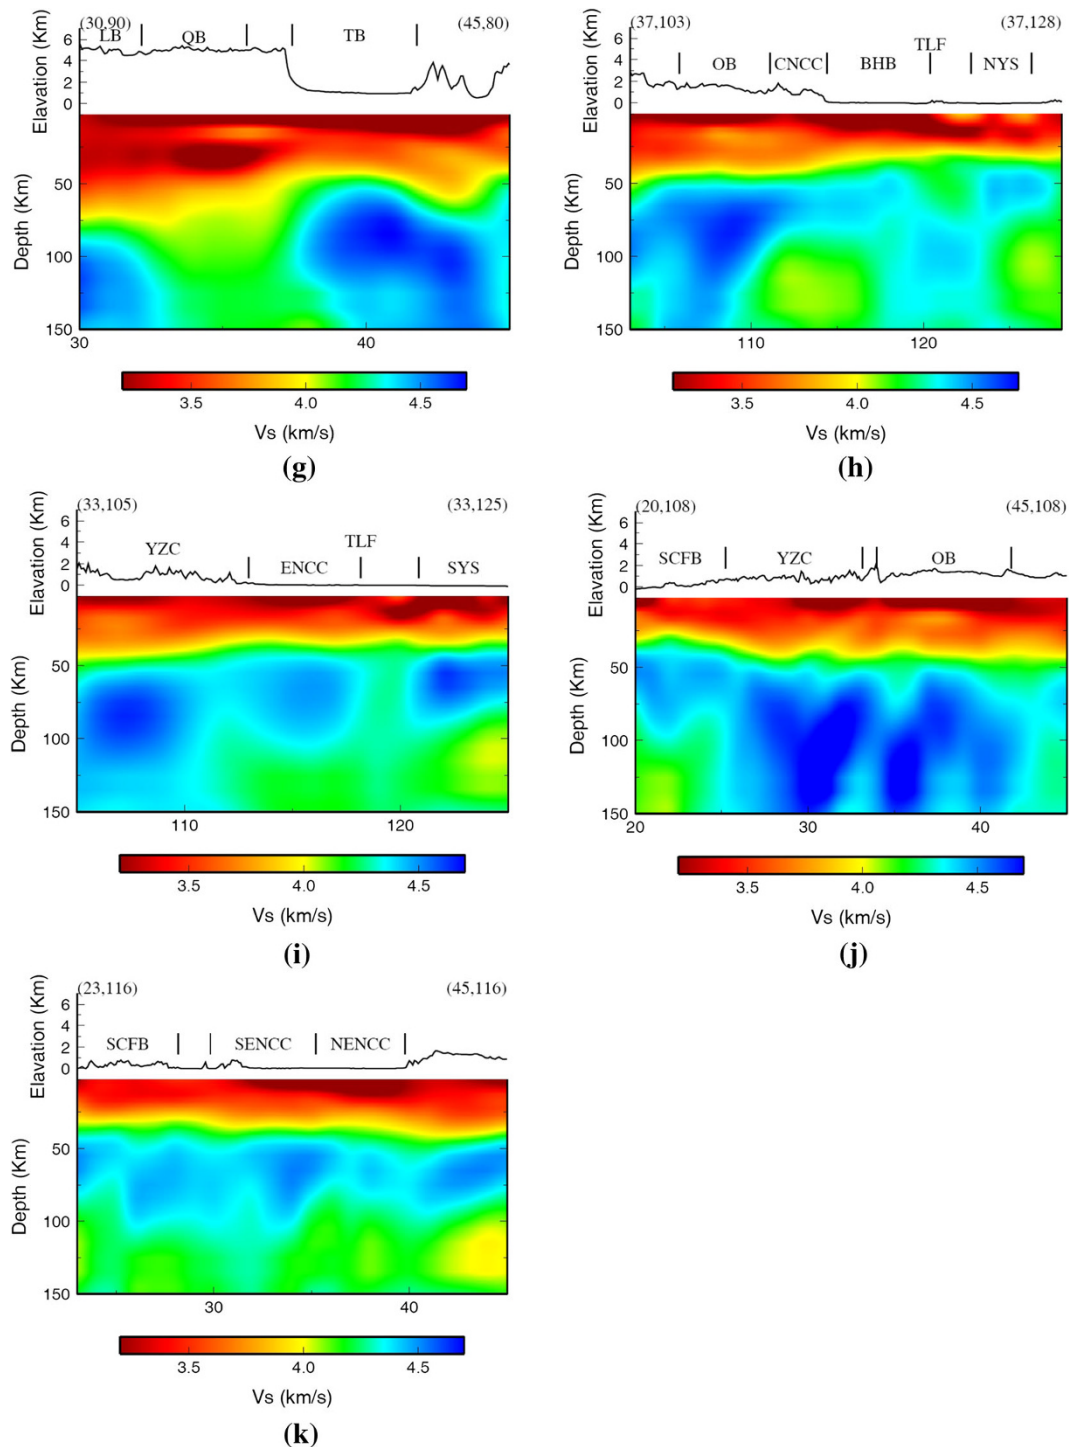 (30,90) (45,80)
LB QB TB
Elavation (Km)
6
4
2
0
Depth (Km)
50
100
150
30 40
3.5 4.0 4.5
Vs (km/s)
(g)
(37,103) (37,128)
TLF
OB CNCC BHB NYS
Elavation (Km)
6
4
2
0
Depth (Km)
50
100
150
110 120
3.5 4.0 4.5
Vs (km/s)
(h)
(33,105) (33,125)
TLF
YZC ENCC SYS
Elavation (Km)
6
4
2
0
Depth (Km)
50
100
150
110 120
3.5 4.0 4.5
Vs (km/s)
(i)
(20,108) (45,108)
SCFB YZC OB
Elavation (Km)
6
4
2
0
Depth (Km)
50
100
150
20 30 40
3.5 4.0 4.5
Vs (km/s)
(j)
(23,116) (45,116)
SCFB SENCC NENCC
Elavation (Km)
6
4
2
0
Depth (Km)
50
100
150
30 40
3.5 4.0 4.5
Vs (km/s)
(k)